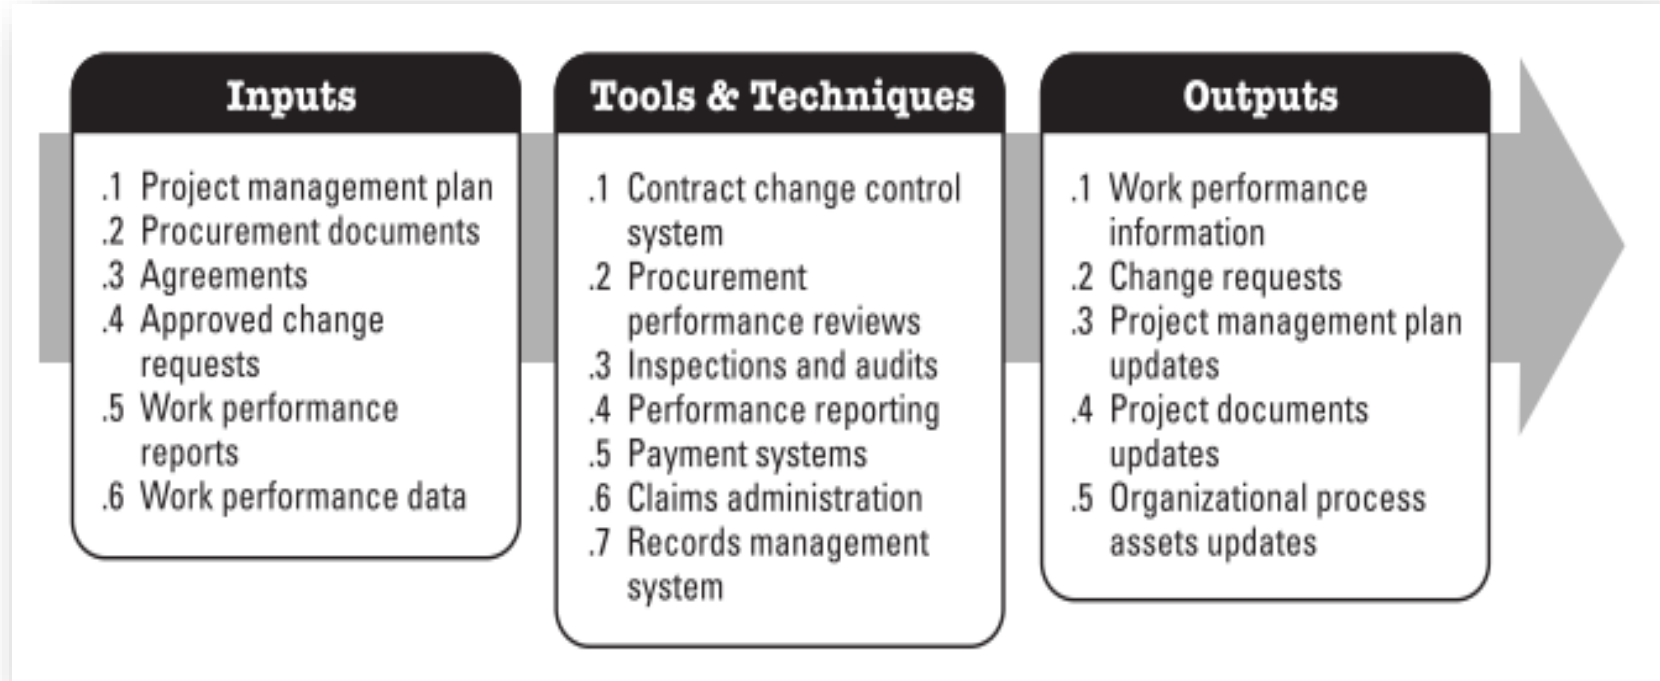 Inputs
.1 Project management plan
.2 Procurement documents
.3 Agreements
.4 Approved change
requests
.5 Work performance
reports
.6 Work performance data
Tools & Techniques
.1 Contract change control
system
.2 Procurement
performance reviews
.3 Inspections and audits
.4 Performance reporting
.5 Payment systems
.6 Claims administration
.7 Records management
system
Outputs
.1 Work performance
information
.2 Change requests
.3 Project management plan
updates
.4 Project documents
updates
.5 Organizational process
assets updates